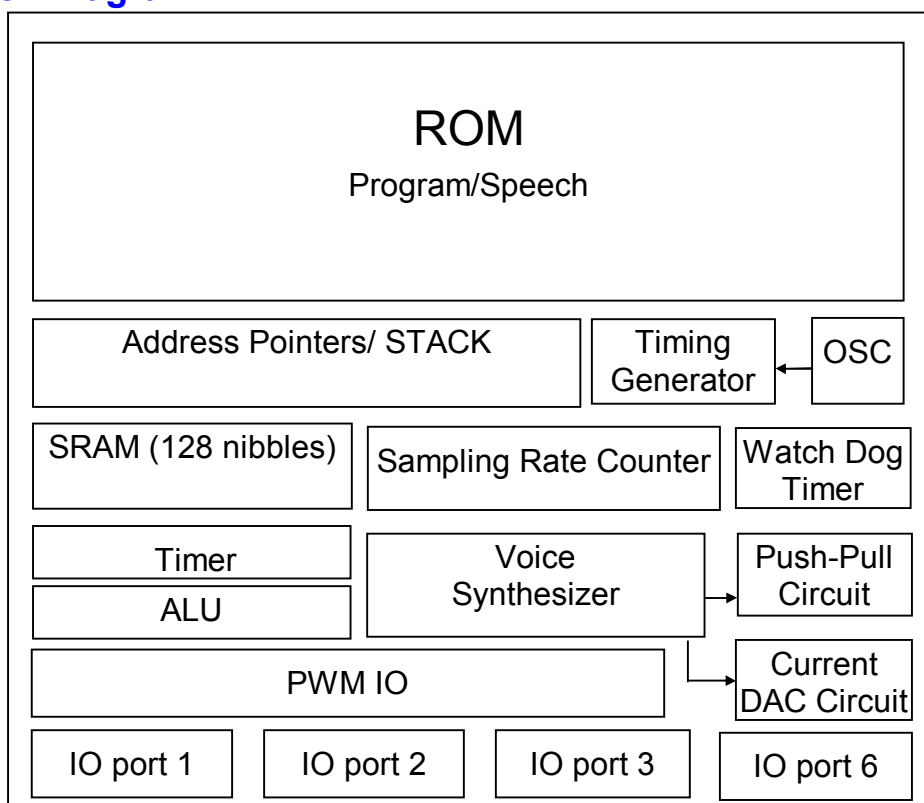 ROM
Program/Speech
Address Pointers/ STACK
Timing
Generator
OSC
SRAM (128 nibbles)
Sampling Rate Counter
Watch Dog
Timer
Timer
ALU
Voice
Synthesizer
Push-Pull
Circuit
PWM IO
Current
DAC Circuit
IO port 1
IO port 2
IO port 3
IO port 6